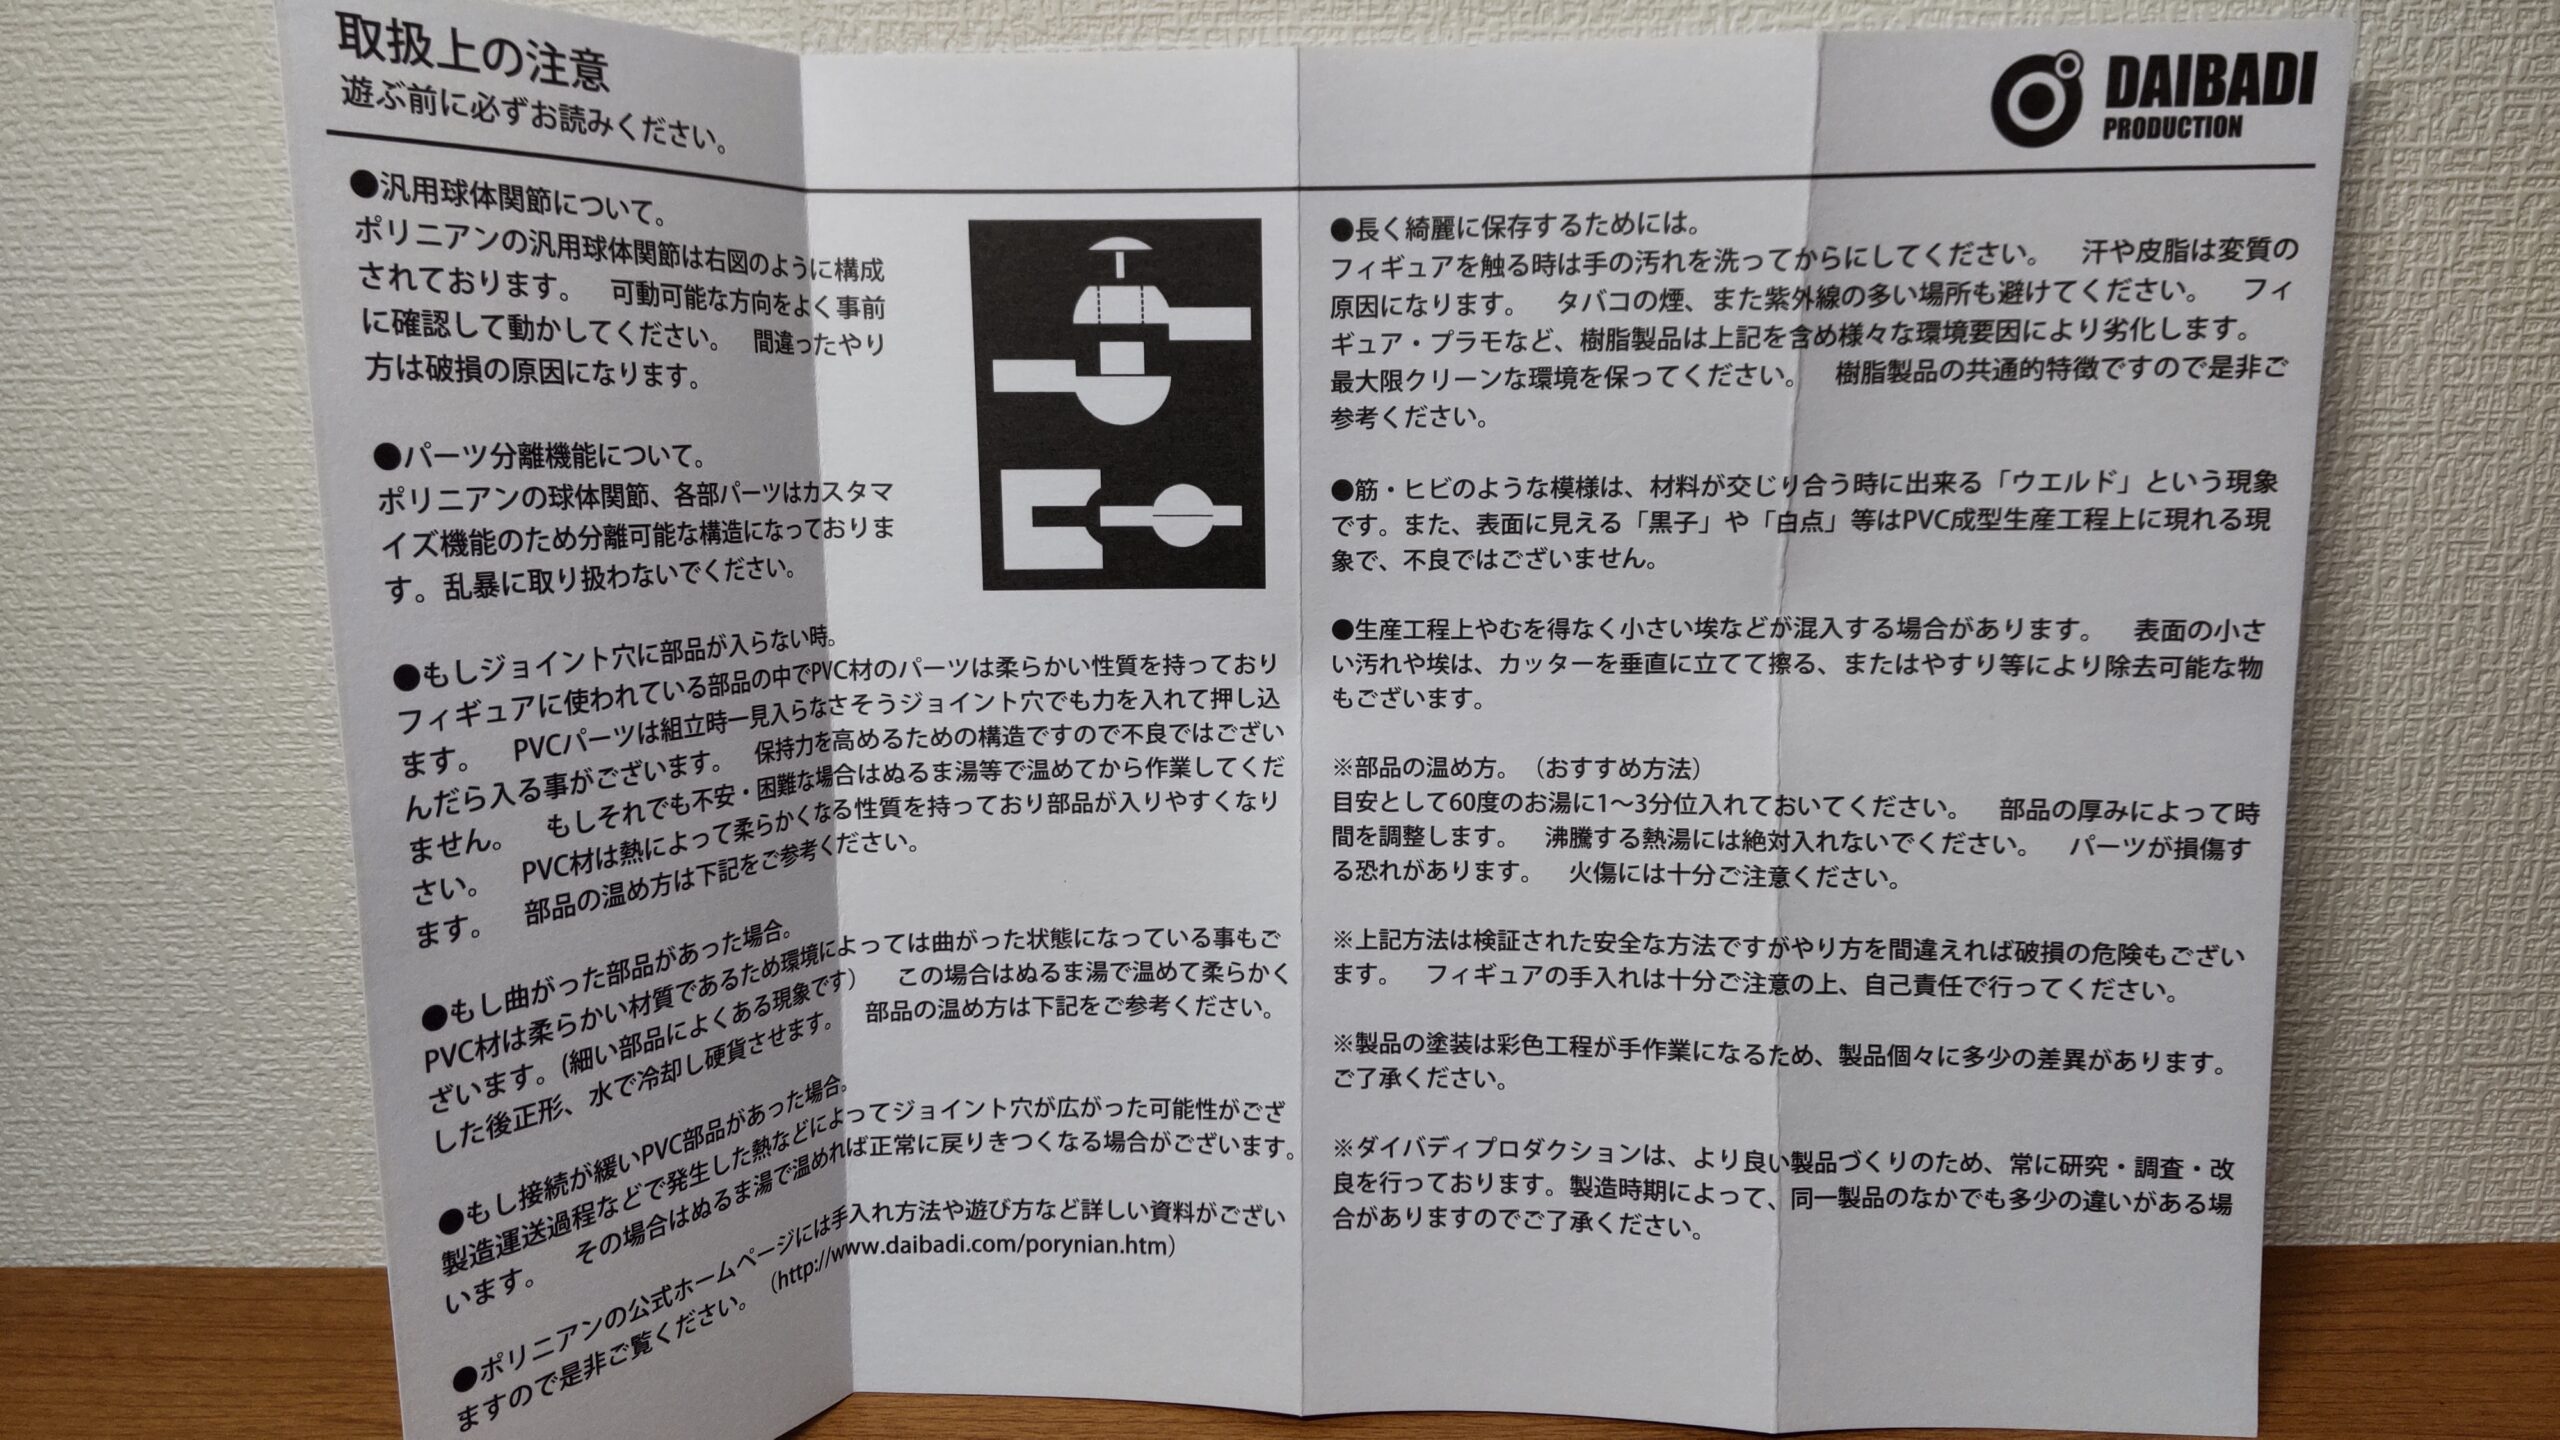 取扱上の注意
遊ぶ前に必ずお読みください。
DAIBADI
PRODUCTION
●汎用球体関節について。
ポリニアンの汎用球体関節は右図のように構成
されております。　可動可能な方向をよく事前
に確認して動かしてください。　間違ったやり
方は破損の原因になります。
●パーツ分離機能について。
ポリニアンの球体関節、各部パーツはカスタマ
イズ機能のため分離可能な構造になっておりま
す。乱暴に取り扱わないでください。
●もしジョイント穴に部品が入らない時。
フィギュアに使われている部品の中でPVC材のパーツは柔らかい性質を持っており
ます。　PVCパーツは組立時一見入らなさそうジョイント穴でも力を入れて押し込
んだら入る事がございます。　保持力を高めるための構造ですので不良ではござい
ません。　もしそれでも不安・困難な場合はぬるま湯等で温めてから作業してくだ
さい。　PVC材は熱によって柔らかくなる性質を持っており部品が入りやすくなり
ます。　部品の温め方は下記をご参考ください。
●もし曲がった部品があった場合。
PVC材は柔らかい材質であるため環境によっては曲がった状態になっている事もご
ざいます。(細い部品によくある現象です）　この場合はぬるま湯で温めて柔らかく
した後正形、水で冷却し硬貨させます。　部品の温め方は下記をご参考ください。
●もし接続が緩いPVC部品があった場合。
製造運送過程などで発生した熱などによってジョイント穴が広がった可能性がござ
います。　その場合はぬるま湯で温めれば正常に戻りきつくなる場合がございます。
●ポリニアンの公式ホームページには手入れ方法や遊び方など詳しい資料がござい
ますので是非ご覧ください。（http://www.daibadi.com/porynian.htm）
●長く綺麗に保存するためには。
フィギュアを触る時は手の汚れを洗ってからにしてください。　汗や皮脂は変質の
原因になります。　タバコの煙、また紫外線の多い場所も避けてください。　フィ
ギュア・プラモなど、樹脂製品は上記を含め様々な環境要因により劣化します。
最大限クリーンな環境を保ってください。　樹脂製品の共通的特徴ですので是非ご
参考ください。
●筋・ヒビのような模様は、材料が交じり合う時に出来る「ウエルド」という現象
です。また、表面に見える「黒子」や「白点」等はPVC成型生産工程上に現れる現
象で、不良ではございません。
●生産工程上やむを得なく小さい埃などが混入する場合があります。　表面の小さ
い汚れや埃は、カッターを垂直に立てて擦る、またはやすり等により除去可能な物
もございます。
※部品の温め方。（おすすめ方法）
目安として60度のお湯に1～3分位入れておいてください。　部品の厚みによって時
間を調整します。　沸騰する熱湯には絶対入れないでください。　パーツが損傷す
る恐れがあります。　火傷には十分ご注意ください。
※上記方法は検証された安全な方法ですがやり方を間違えれば破損の危険もござい
ます。　フィギュアの手入れは十分ご注意の上、自己責任で行ってください。
※製品の塗装は彩色工程が手作業になるため、製品個々に多少の差異があります。
ご了承ください。
※ダイバディプロダクションは、より良い製品づくりのため、常に研究・調査・改
良を行っております。製造時期によって、同一製品のなかでも多少の違いがある場
合がありますのでご了承ください。